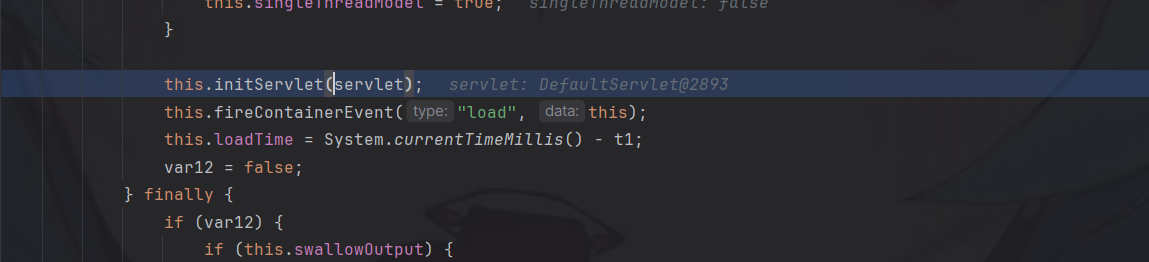 this.singleThreadModel = true;   singleThreadModel: false
}
this.initServlet(servlet);   servlet: DefaultServlet@2893
this.fireContainerEvent( type: "load",  data: this);
this.loadTime = System.currentTimeMillis() - t1;
var12 = false;
} finally {
if (var12) {
if (this.swallowOutput) {